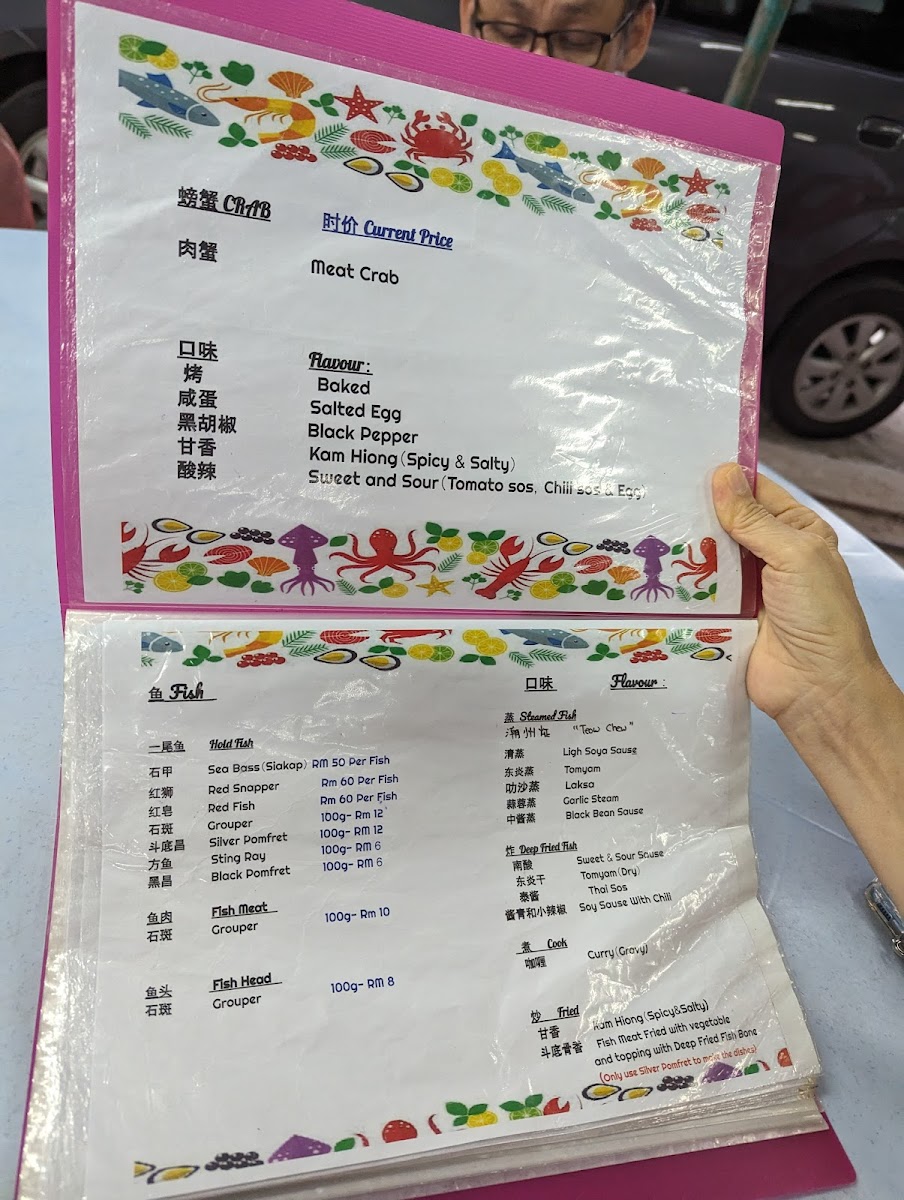 螃蟹 CRAB
时价 Current Price
肉蟹 Meat Crab
口味 Flavour :
烤 Baked
咸蛋 Salted Egg
黑胡椒 Black Pepper
甘香 Kam Hiong (Spicy & Salty)
酸辣 Sweet and Sour (Tomato sos, Chili sos & Egg)
鱼 Fish
一尾鱼 Hold Fish
石甲 Sea Bass (Siakap) RM 50 Per Fish
红狮 Red Snapper Rm 60 Per Fish
红皂 Red Fish Rm 60 Per Fish
石斑 Grouper 100g- Rm 12
斗底昌 Silver Pomfret 100g- RM 12
方鱼 Sting Ray 100g- RM 6
黑昌 Black Pomfret 100g- RM 6
鱼肉 Fish Meat
石斑 Grouper 100g- Rm 10
鱼头 Fish Head
石斑 Grouper 100g- RM 8
口味 Flavour :
蒸 Steamed Fish
潮州 "Teow Chew"
清蒸 Ligh Soya Sause
东炎蒸 Tomyam
叻沙蒸 Laksa
蒜蓉蒸 Garlic Steam
中酱蒸 Black Bean Sause
炸 Deep Fried Fish
南酸 Sweet & Sour Sause
东炎干 Tomyam (Dry)
泰酱 Thai Sos
酱青和小辣椒 Soy Sause With Chili
煮 Cook
咖喱 Curry (Gravy)
炒 Fried
甘香 Kam Hiong (Spicy&Salty)
斗底骨香 Fish Meat Fried with vegetable
and topping with Deep Fried Fish Bone
(Only use Silver Pomfret to make the dishes)